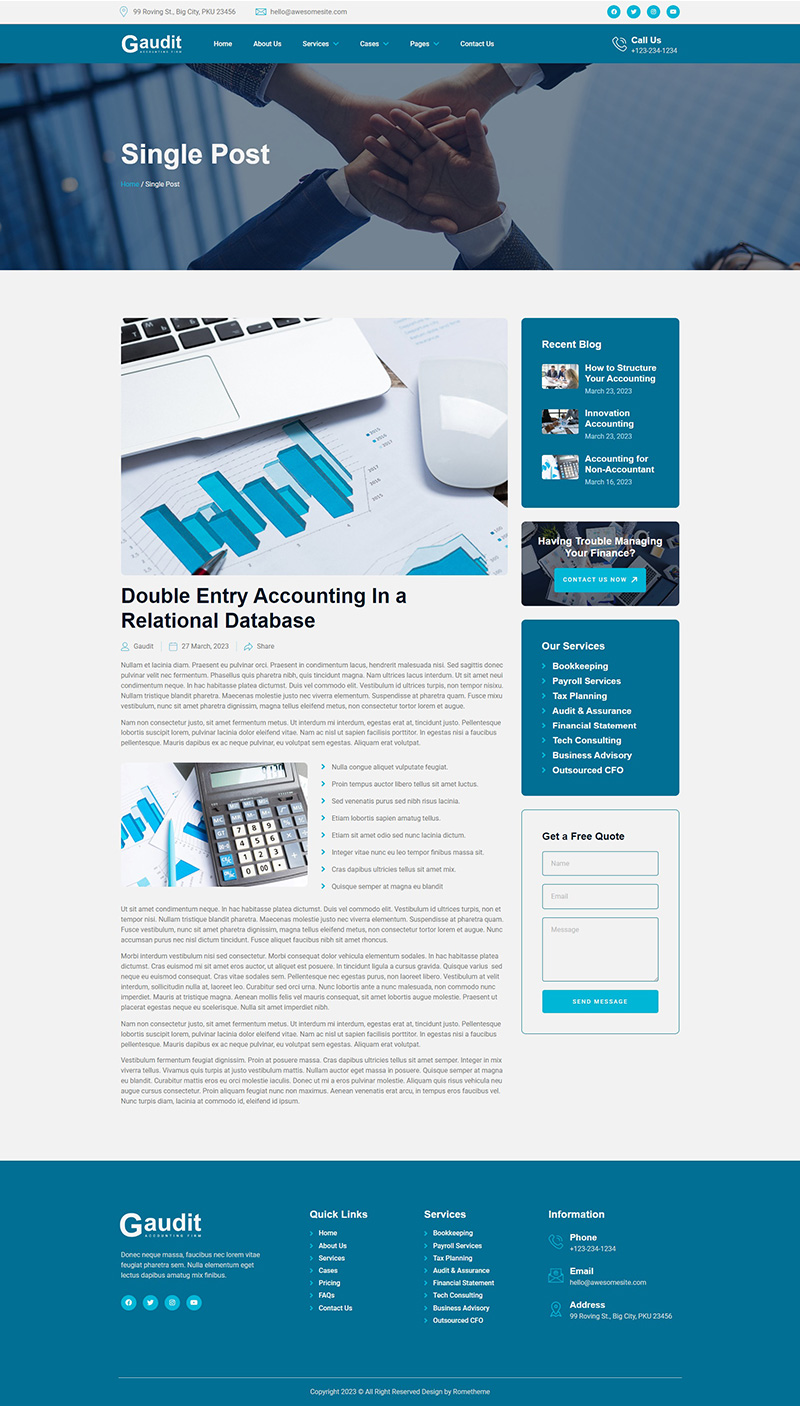 99 Roving St., Big City, PKU 23456
hello@awesomesite.com
Gaudit
ACCOUNTING FIRM
Home
About Us
Services
Cases
Pages
Contact Us
Call Us
+123-234-1234
Single Post
Home / Single Post
Double Entry Accounting In a
Relational Database
Gaudit
27 March, 2023
Share
Nullam et lacinia diam. Praesent eu pulvinar orci. Praesent in condimentum lacus, hendrerit malesuada nisi. Sed sagittis donec
pulvinar velit nec fermentum. Phasellus quis pharetra nibh, quis tincidunt magna. Nam ultrices lacus interdum. Ut sit amet neui
condimentum neque. In hac habitasse platea dictumst. Duis vel commodo elit. Vestibulum id ultrices turpis, non tempor nisixu.
Nullam tristique blandit pharetra. Maecenas molestie justo nec viverra elementum. Suspendisse at pharetra quam. Fusce mixu
vestibulum, nunc sit amet pharetra dignissim, magna tellus eleifend metus, non consectetur tortor lorem et augue.
Nam non consectetur justo, sit amet fermentum metus. Ut interdum mi interdum, egestas erat at, tincidunt justo. Pellentesque
lobortis suscipit lorem, pulvinar lacinia dolor eleifend vitae. Nam ac nisl ut sapien facilisis porttitor. In egestas nisi a faucibus
pellentesque. Mauris dapibus ex ac neque pulvinar, eu volutpat sem egestas. Aliquam erat volutpat.
Nulla congue aliquet vulputate feugiat.
Proin tempus auctor libero tellus sit amet luctus.
Sed venenatis purus sed nibh risus lacinia.
Etiam lobortis sapien amatug tellus.
Etiam sit amet odio sed nunc lacinia dictum.
Integer vitae nunc eu leo tempor finibus massa sit.
Cras dapibus ultricies tellus sit amet mix.
Quisque semper at magna eu blandit
Ut sit amet condimentum neque. In hac habitasse platea dictumst. Duis vel commodo elit. Vestibulum id ultrices turpis, non et
tempor nisi. Nullam tristique blandit pharetra. Maecenas molestie justo nec viverra elementum. Suspendisse at pharetra quam.
Fusce vestibulum, nunc sit amet pharetra dignissim, magna tellus eleifend metus, non consectetur tortor lorem et augue. Nunc
accumsan purus nec nisl dictum tincidunt. Fusce aliquet faucibus nibh sit amet rhoncus.
Morbi interdum vestibulum nisi sed consectetur. Morbi consequat dolor vehicula elementum sodales. In hac habitasse platea
dictumst. Cras euismod mi sit amet eros auctor, ut aliquet est posuere. In tincidunt ligula a cursus gravida. Quisque varius sed
neque eu euismod consequat. Cras vitae sodales sem. Pellentesque nec egestas purus, non laoreet libero. Vestibulum at velit
interdum, sollicitudin nulla at, laoreet leo. Curabitur sed orci urna. Nunc lobortis ante a nunc malesuada, non commodo nunc
imperdiet. Mauris at tristique magna. Aenean mollis felis vel mauris consequat, sit amet lobortis augue molestie. Praesent ut
placerat egestas neque eu scelerisque. Nulla sit amet imperdiet nibh.
Nam non consectetur justo, sit amet fermentum metus. Ut interdum mi interdum, egestas erat at, tincidunt justo. Pellentesque
lobortis suscipit lorem, pulvinar lacinia dolor eleifend vitae. Nam ac nisl ut sapien facilisis porttitor. In egestas nisi a faucibus
pellentesque. Mauris dapibus ex ac neque pulvinar, eu volutpat sem egestas. Aliquam erat volutpat.
Vestibulum fermentum feugiat dignissim. Proin at posuere massa. Cras dapibus ultricies tellus sit amet semper. Integer in mix
viverra tellus. Vivamus quis turpis at justo vestibulum mattis. Nullam auctor eget massa in posuere. Quisque semper at magna
eu blandit. Curabitur mattis eros eu orci molestie iaculis. Donec ut mi a eros pulvinar molestie. Aliquam quis risus vehicula neu
augue cursus consectetur. Proin aliquam feugiat nunc non maximus. Aenean venenatis erat arcu, in tempus eros faucibus vel.
Nunc turpis diam, lacinia at commodo id, eleifend id ipsum.
Recent Blog
How to Structure
Your Accounting
March 23, 2023
Innovation
Accounting
March 23, 2023
Accounting for
Non-Accountant
March 16, 2023
Having Trouble Managing
Your Finance?
CONTACT US NOW
Our Services
Bookkeeping
Payroll Services
Tax Planning
Audit & Assurance
Financial Statement
Tech Consulting
Business Advisory
Outsourced CFO
Get a Free Quote
Name
Email
Message
SEND MESSAGE
Gaudit
ACCOUNTING FIRM
Donec neque massa, faucibus nec lorem vitae
feugiat pharetra sem. Nulla elementum eget
lectus dapibus amatug mix finibus.
Quick Links
Home
About Us
Services
Cases
Pricing
FAQs
Contact Us
Services
Bookkeeping
Payroll Services
Tax Planning
Audit & Assurance
Financial Statement
Tech Consulting
Business Advisory
Outsourced CFO
Information
Phone
+123-234-1234
Email
hello@awesomesite.com
Address
99 Roving St., Big City, PKU 23456
Copyright 2023 © All Right Reserved Design by Rometheme